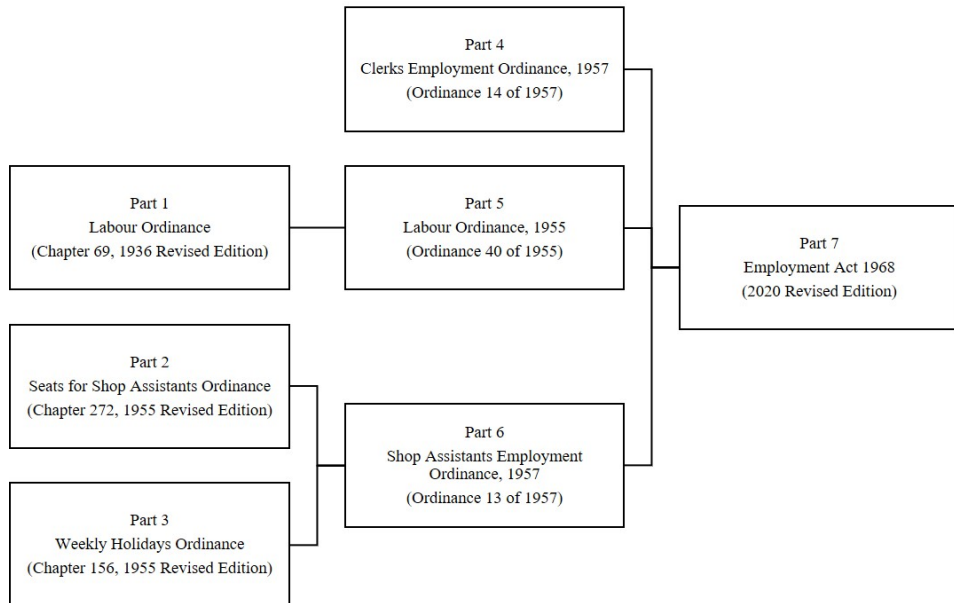 Part 4
Clerks Employment Ordinance, 1957
(Ordinance 14 of 1957)
Part 1
Labour Ordinance
(Chapter 69, 1936 Revised Edition)
Part 5
Labour Ordinance, 1955
(Ordinance 40 of 1955)
Part 7
Employment Act 1968
(2020 Revised Edition)
Part 2
Seats for Shop Assistants Ordinance
(Chapter 272, 1955 Revised Edition)
Part 6
Shop Assistants Employment
Ordinance, 1957
(Ordinance 13 of 1957)
Part 3
Weekly Holidays Ordinance
(Chapter 156, 1955 Revised Edition)